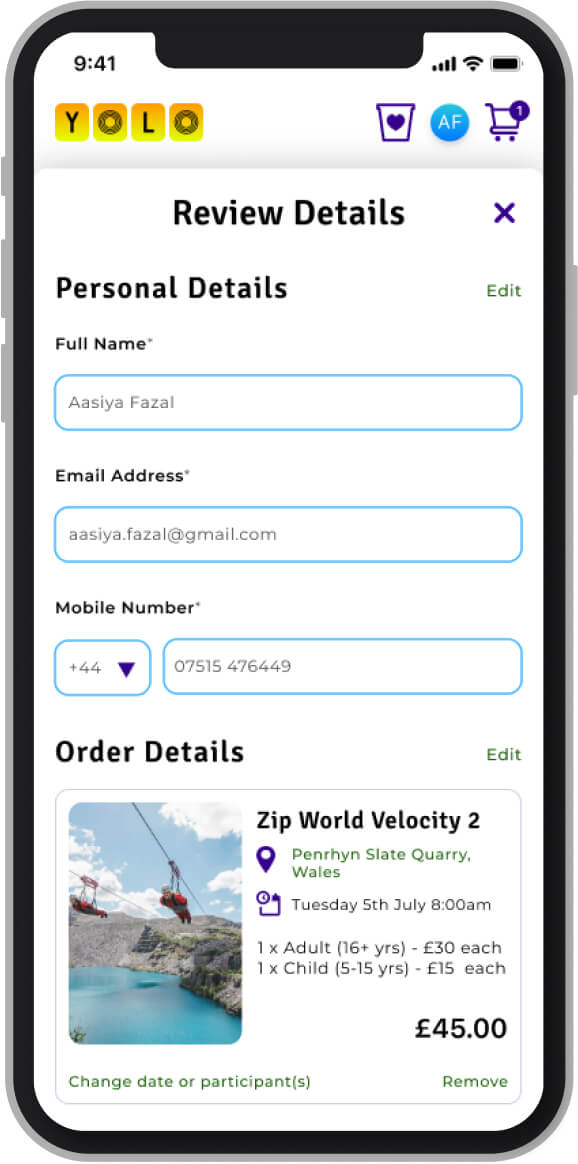 9:41
YOLO
AF
1
Review Details
Personal Details
Edit
Full Name*
Aasiya Fazal
Email Address*
aasiya.fazal@gmail.com
Mobile Number*
+44
07515 476449
Order Details
Edit
Zip World Velocity 2
Penrhyn Slate Quarry,
Wales
Tuesday 5th July 8:00am
1 x Adult (16+ yrs) - £30 each
1 x Child (5-15 yrs) - £15 each
£45.00
Change date or participant(s)
Remove